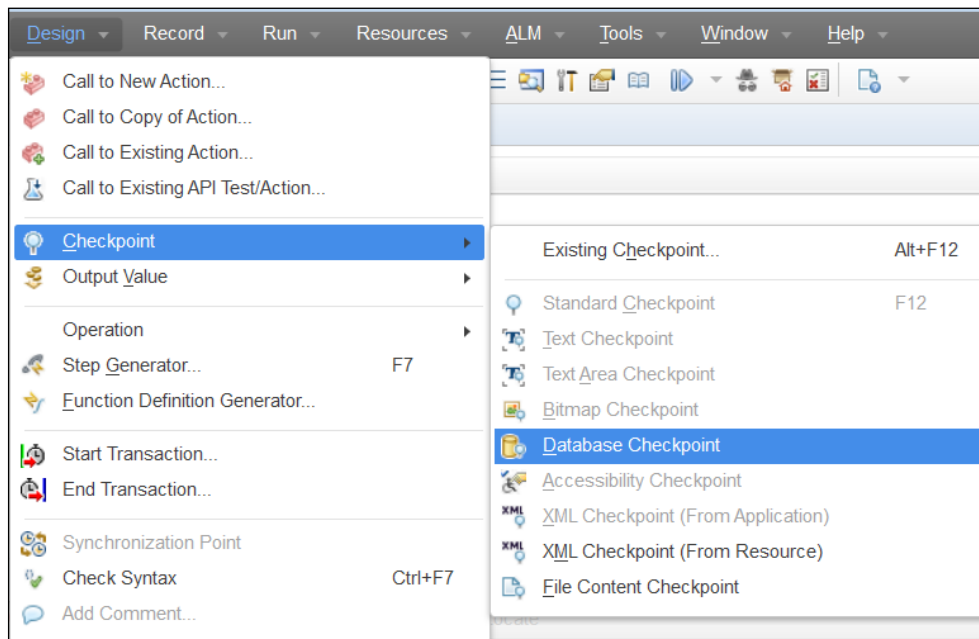 Design Record Run Resources ALM Tools Window Help
Call to New Action...
Call to Copy of Action...
Call to Existing Action...
Call to Existing API Test/Action...
Checkpoint
Output Value
Operation
Step Generator... F7
Function Definition Generator...
Start Transaction...
End Transaction...
Synchronization Point
Check Syntax Ctrl+F7
Add Comment...
Existing Checkpoint... Alt+F12
Standard Checkpoint F12
Text Checkpoint
Text Area Checkpoint
Bitmap Checkpoint
Database Checkpoint
Accessibility Checkpoint
XML Checkpoint (From Application)
XML Checkpoint (From Resource)
File Content Checkpoint